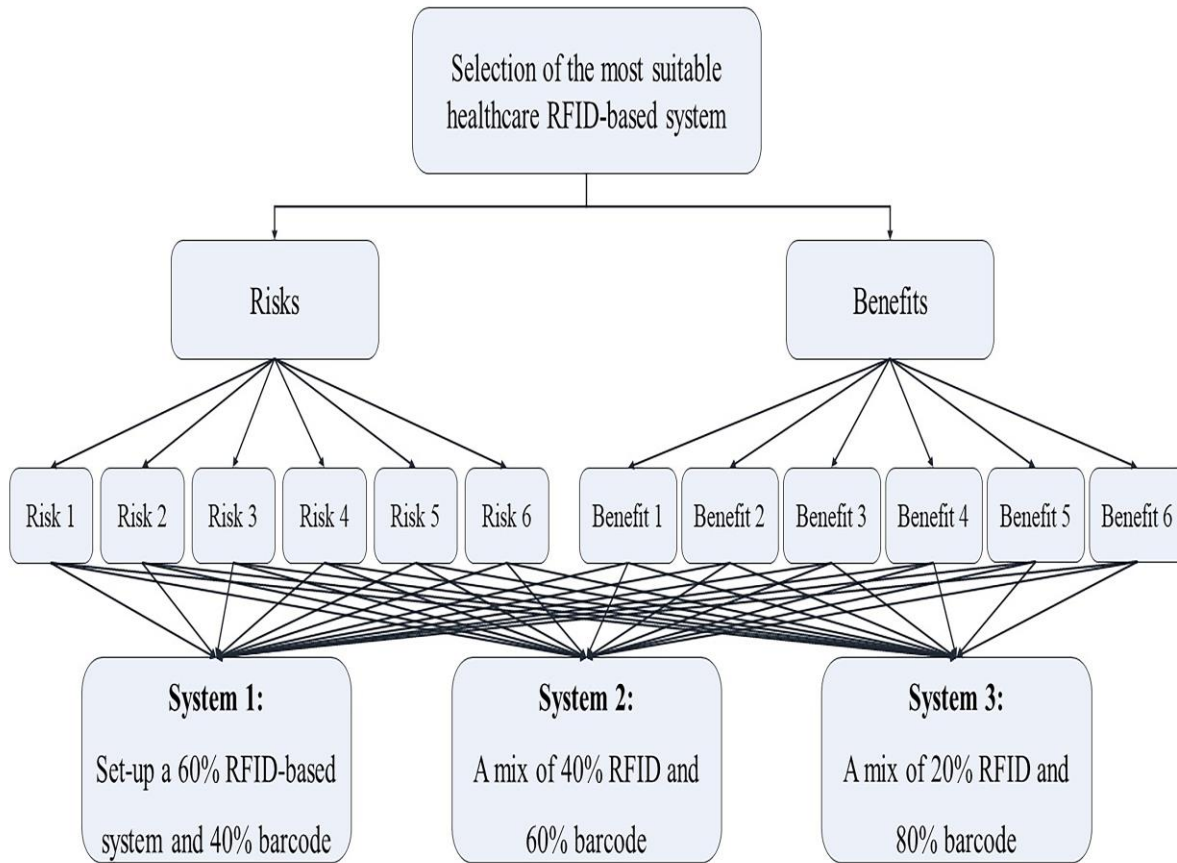 Selection of the most suitable
healthcare RFID-based system
Risks
Benefits
Risk 1
Risk 2
Risk 3
Risk 4
Risk 5
Risk 6
Benefit 1
Benefit 2
Benefit 3
Benefit 4
Benefit 5
Benefit 6
System 1:
Set-up a 60% RFID-based
system and 40% barcode
System 2:
A mix of 40% RFID and
60% barcode
System 3:
A mix of 20% RFID and
80% barcode